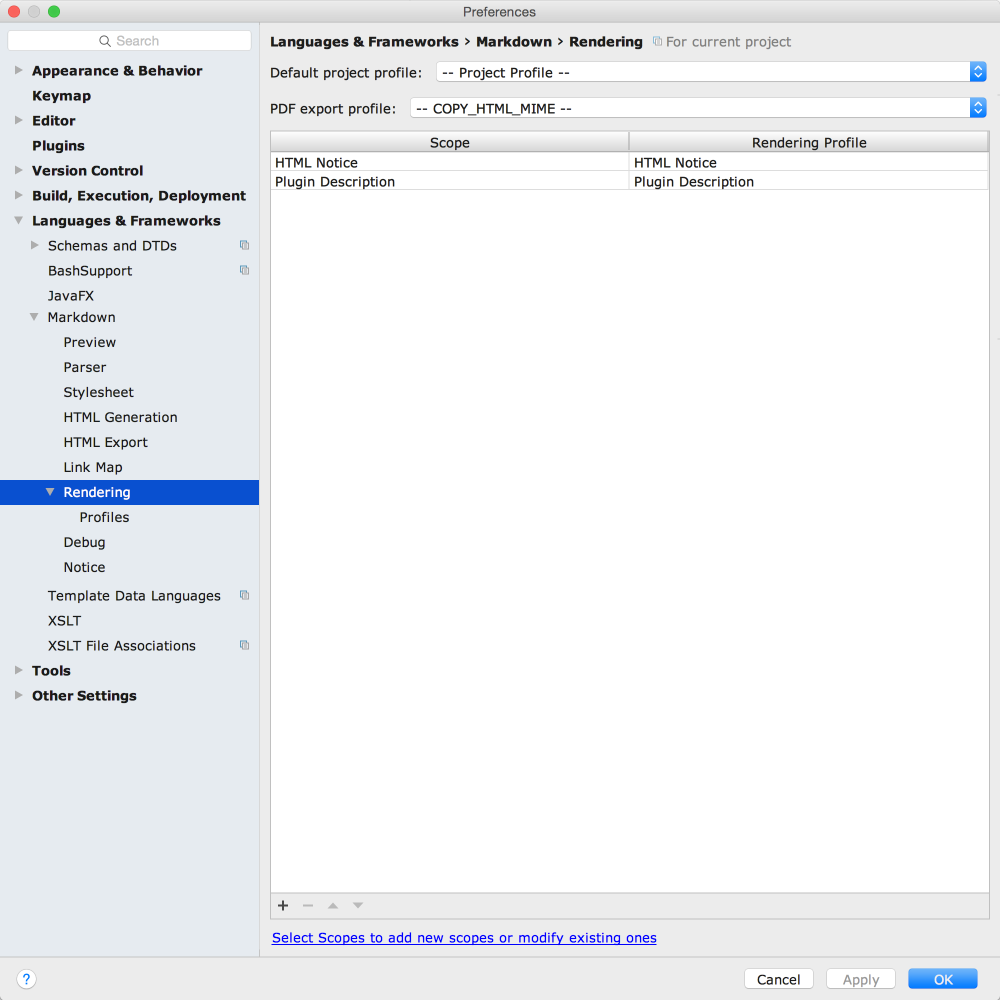 Preferences
Search
Appearance & Behavior
Keymap
Editor
Plugins
Version Control
Build, Execution, Deployment
Languages & Frameworks
Schemas and DTDs
BashSupport
JavaFX
Markdown
Preview
Parser
Stylesheet
HTML Generation
HTML Export
Link Map
Rendering
Profiles
Debug
Notice
Template Data Languages
XSLT
XSLT File Associations
Tools
Other Settings
Languages & Frameworks › Markdown › Rendering For current project
Default project profile: -- Project Profile --
PDF export profile: -- COPY_HTML_MIME --
Scope Rendering Profile
HTML Notice HTML Notice
Plugin Description Plugin Description
Select Scopes to add new scopes or modify existing ones
? Cancel Apply OK